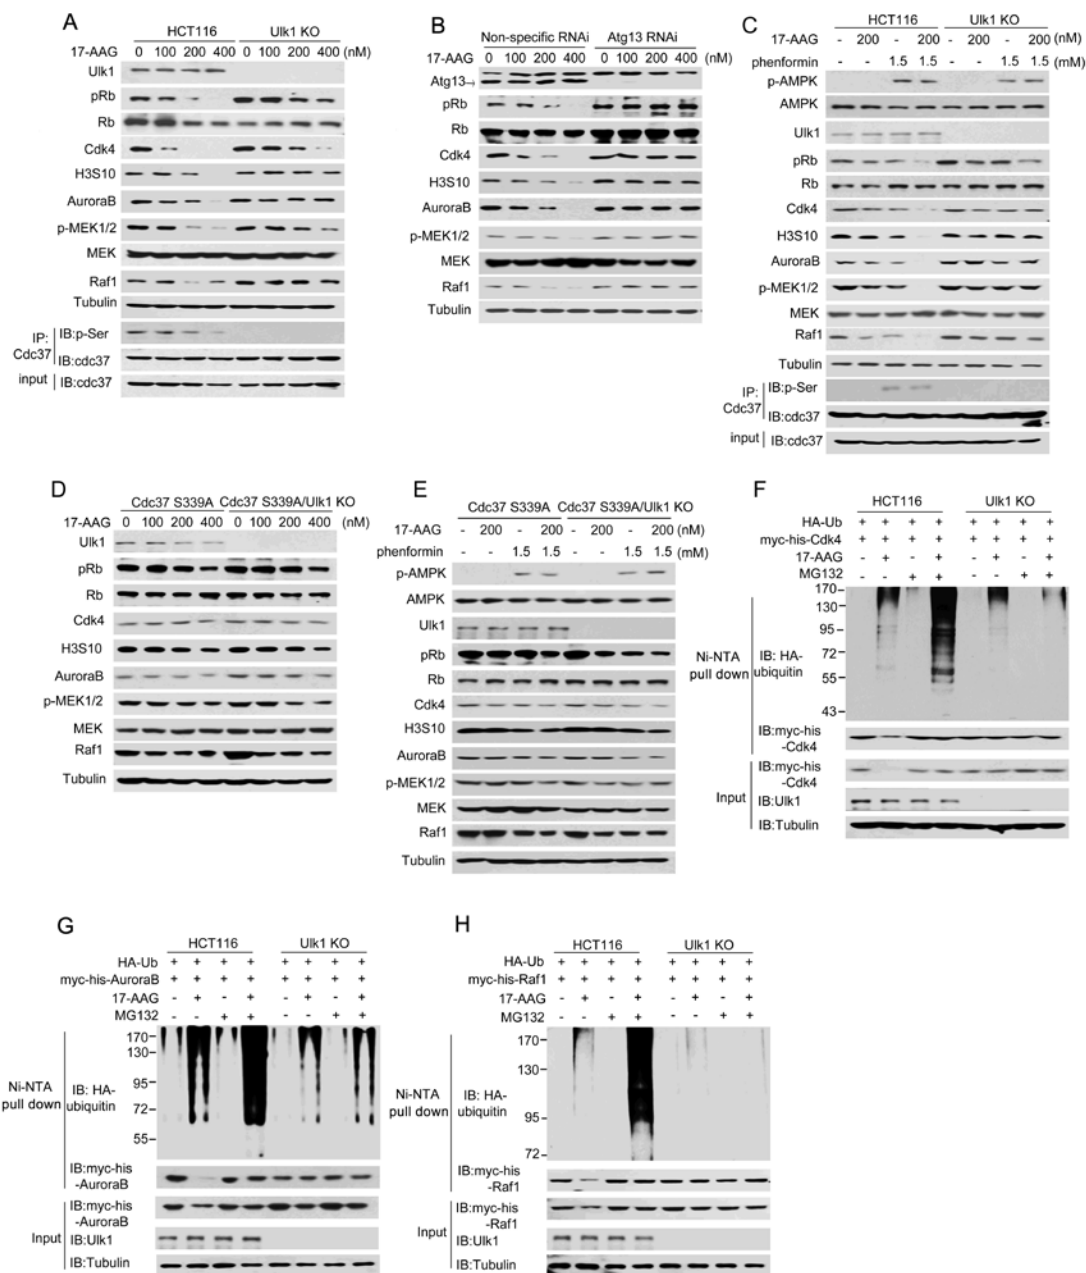 A
HCT116 Ulk1 KO
17-AAG 0 100 200 400 0 100 200 400 (nM)
Ulk1
pRb
Rb
Cdk4
H3S10
AuroraB
p-MEK1/2
MEK
Raf1
Tubulin
IP: Cdc37 IB:p-Ser
IB:cdc37
input IB:cdc37
B
Non-specific RNAi Atg13 RNAi
17-AAG 0 100 200 400 0 100 200 400 (nM)
Atg13→
pRb
Rb
Cdk4
H3S10
AuroraB
p-MEK1/2
MEK
Raf1
Tubulin
C
HCT116 Ulk1 KO
17-AAG - 200 - 200 - 200 - 200 (nM)
phenformin - - 1.5 1.5 - - 1.5 1.5 (mM)
p-AMPK
AMPK
Ulk1
pRb
Rb
Cdk4
H3S10
AuroraB
p-MEK1/2
MEK
Raf1
Tubulin
IP: Cdc37 IB:p-Ser
IB:cdc37
input IB:cdc37
D
Cdc37 S339A Cdc37 S339A/Ulk1 KO
17-AAG 0 100 200 400 0 100 200 400 (nM)
Ulk1
pRb
Rb
Cdk4
H3S10
AuroraB
p-MEK1/2
MEK
Raf1
Tubulin
E
Cdc37 S339A Cdc37 S339A/Ulk1 KO
17-AAG - 200 - 200 - 200 - 200 (nM)
phenformin - - 1.5 1.5 - - 1.5 1.5 (mM)
p-AMPK
AMPK
Ulk1
pRb
Rb
Cdk4
H3S10
AuroraB
p-MEK1/2
MEK
Raf1
Tubulin
F
HCT116 Ulk1 KO
HA-Ub + + + + + + + +
myc-his-Cdk4 + + + + + + + +
17-AAG - + - + - + - +
MG132 - - + + - - + +
170
130
95
72
55
43
Ni-NTA
pull down
IB: HA-
ubiquitin
IB:myc-his
-Cdk4
Input
IB:myc-his
-Cdk4
IB:Ulk1
IB:Tubulin
G
HCT116 Ulk1 KO
HA-Ub + + + + + + + +
myc-his-AuroraB + + + + + + + +
17-AAG - + - + - + - +
MG132 - - + + - - + +
170
130
95
72
55
Ni-NTA
pull down
IB: HA-
ubiquitin
IB:myc-his
-AuroraB
Input
IB:myc-his
-AuroraB
IB:Ulk1
IB:Tubulin
H
HCT116 Ulk1 KO
HA-Ub + + + + + + + +
myc-his-Raf1 + + + + + + + +
17-AAG - + - + - + - +
MG132 - - + + - - + +
170
130
95
72
Ni-NTA
pull down
IB: HA-
ubiquitin
IB:myc-his
-Raf1
Input
IB:myc-his
-Raf1
IB:Ulk1
IB:Tubulin